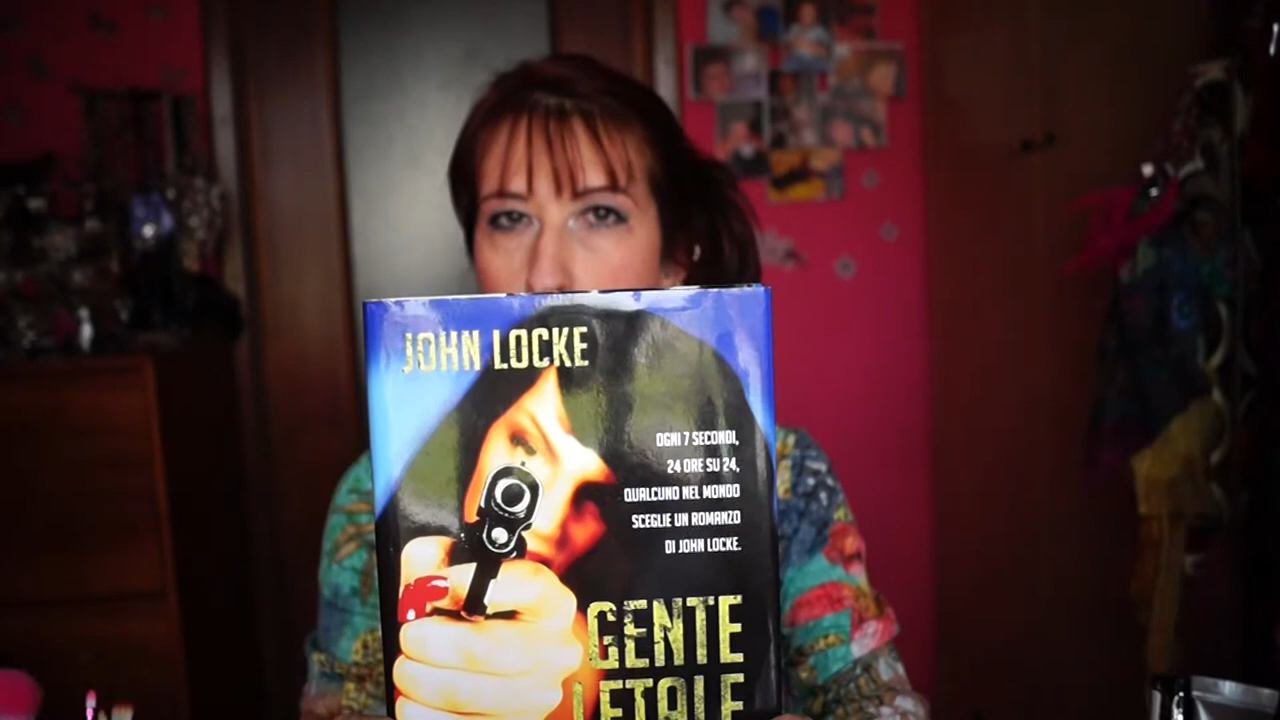 JOHN LOCKE
OGNI 7 SECONDI,
24 ORE SU 24,
QUALCUNO NEL MONDO
SCEGLIE UN ROMANZO
DI JOHN LOCKE.
GENTE
LETALE